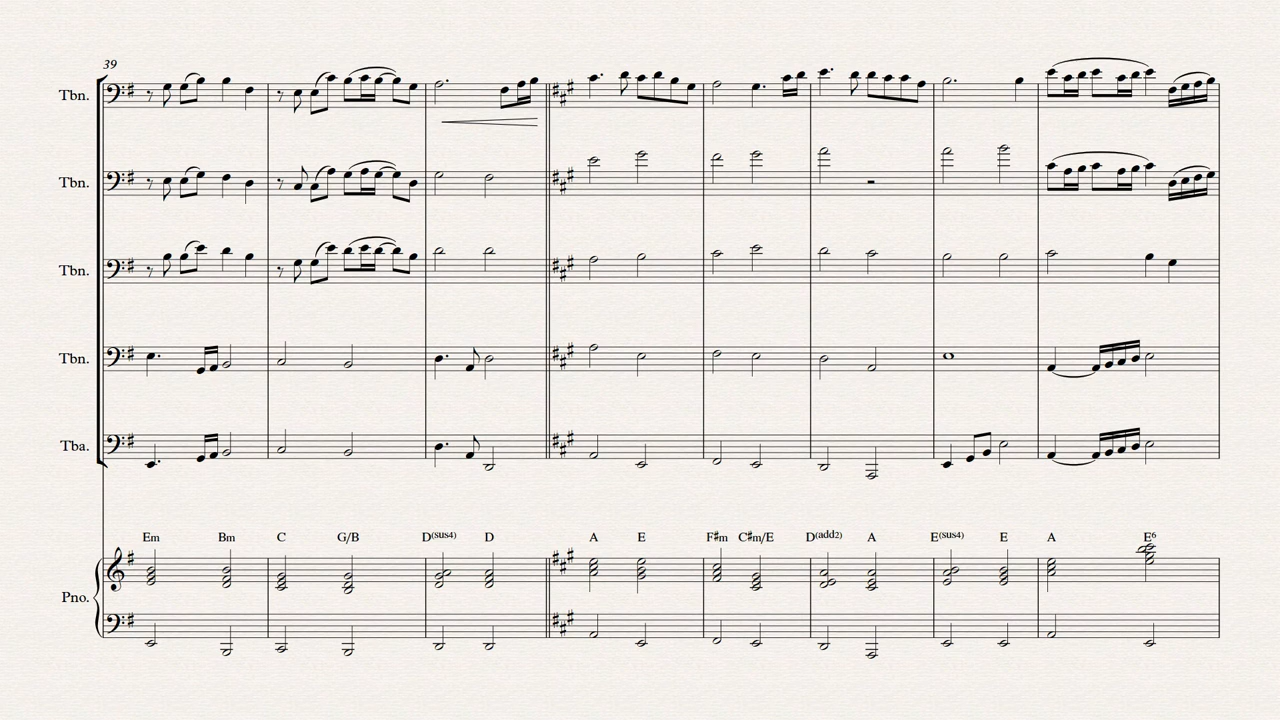 39
Tbn.
Tbn.
Tbn.
Tbn.
Tba.
Em Bm C G/B D(sus4) D A E F♯m C♯m/E D(add2) A E(sus4) E A E6
Pno.